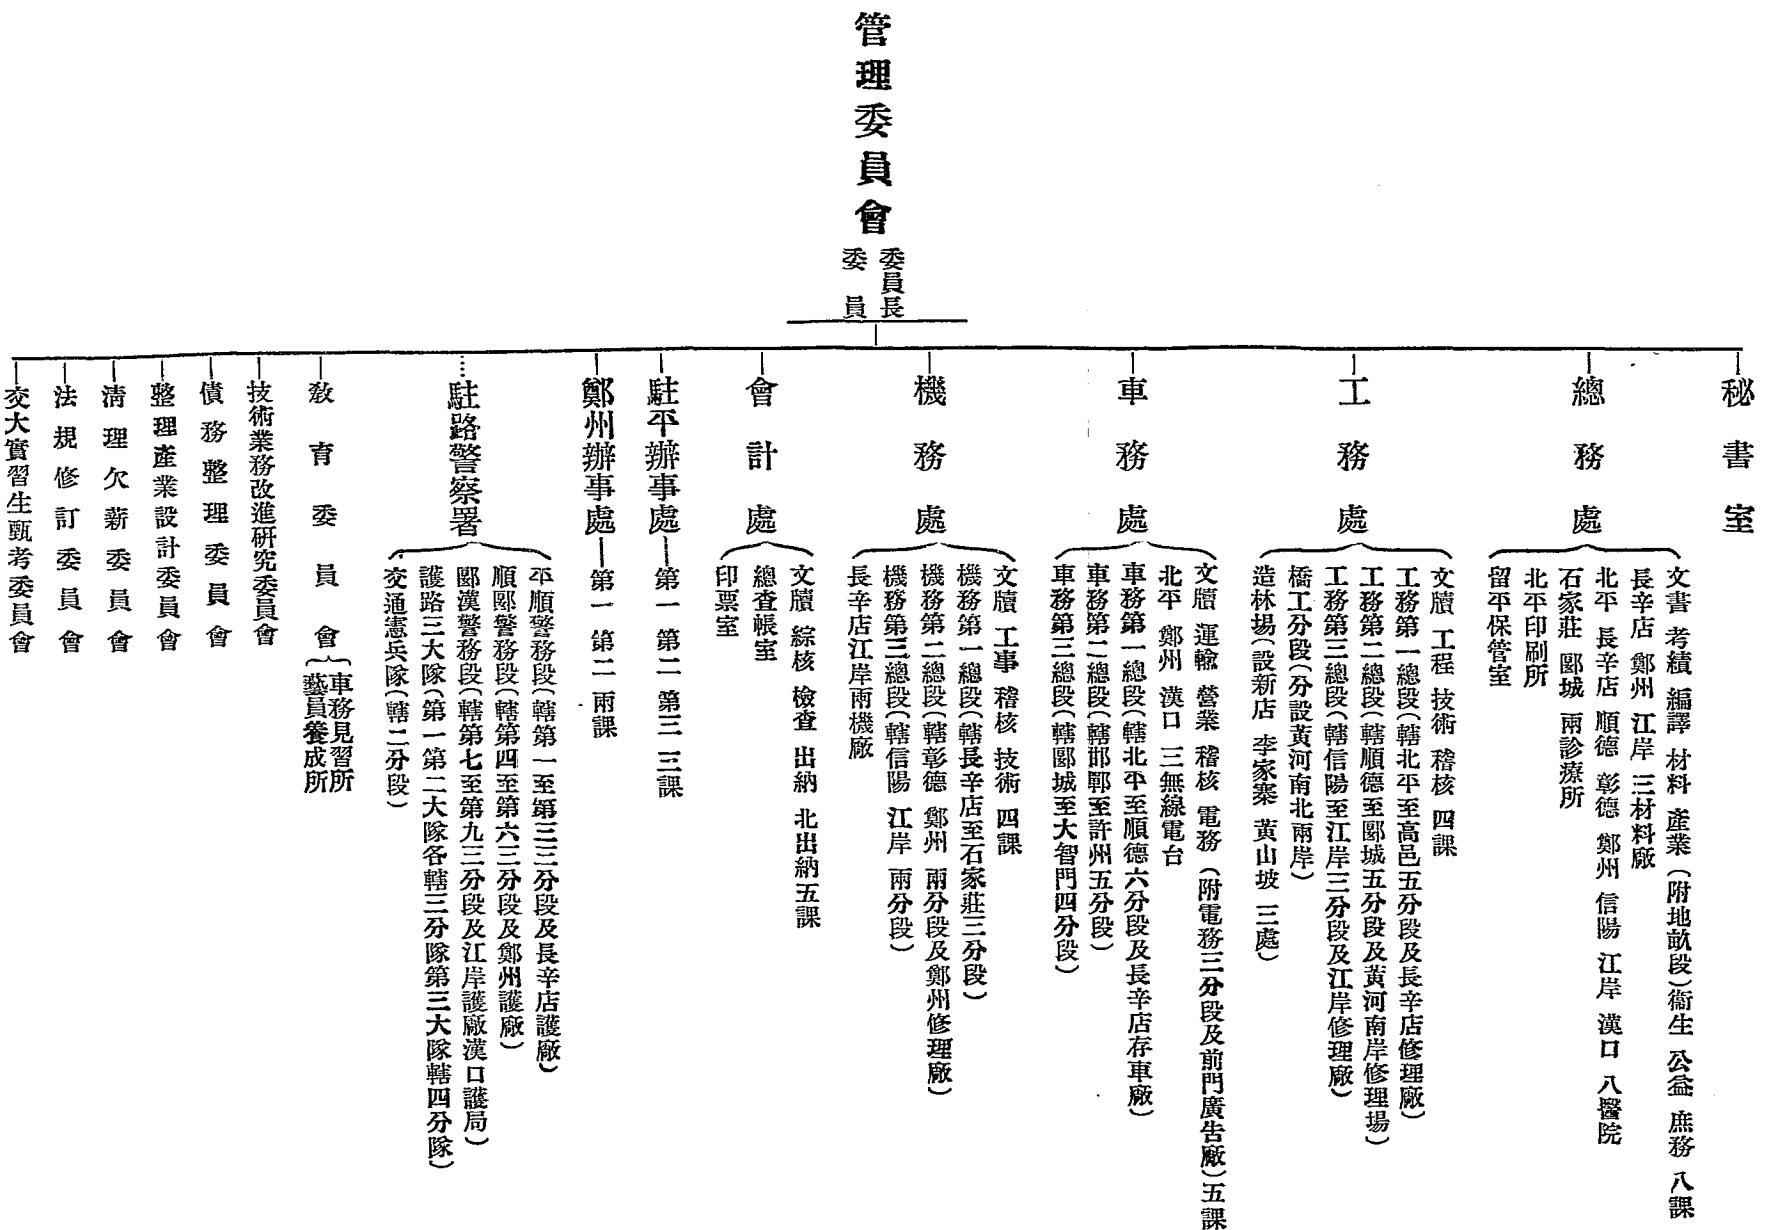 管理委員會
委員長
委員
秘書室
總務處
文書 考績 編譯 材料 產業（附地畝段）衞生 公益 庶務 八課
長辛店 鄭州 江岸 三材料廠
北平 長辛店 順德 彰德 鄭州 信陽 江岸 漢口 八醫院
石家莊 郾城 兩診療所
北平印刷所
留平保管室
工務處
文牘 工程 技術 稽核 四課
工務第一總段（轄北平至高邑五分段及長辛店修理廠）
工務第二總段（轄順德至郾城五分段及黃河南岸修理場）
工務第三總段（轄信陽至江岸三分段及江岸修理廠）
橋工分段（分設黃河南北兩岸）
造林場（設新店 李家寨 黃山坡 三處）
車務處
文牘 運輸 營業 稽核 電務（附電務三分段及前門廣告廠）五課
北平 鄭州 漢口 三無線電台
車務第一總段（轄北平至順德六分段及長辛店存車廠）
車務第二總段（轄邯鄲至許州五分段）
車務第三總段（轄郾城至大智門四分段）
機務處
文牘 工事 稽核 技術 四課
機務第一總段（轄長辛店至石家莊三分段）
機務第二總段（轄彰德 鄭州 兩分段及鄭州修理廠）
機務第三總段（轄信陽 江岸 兩分段）
長辛店江岸兩機廠
會計處
文牘 綜核 檢查 出納 北出納五課
總查帳室
印票室
駐平辦事處
第一 第二 第三 三課
鄭州辦事處
第一 第二 兩課
駐路警察署
平順警務段（轄第一至第三三分段及長辛店護廠）
順郾警務段（轄第四至第六三分段及鄭州護廠）
郾漢警務段（轄第七至第九三分段及江岸護廠漢口護局）
護路三大隊（第一第二大隊各轄三分隊第三大隊轄四分隊）
交通憲兵隊（轄二分段）
敎育委員會
車務見習所
藝員養成所
技術業務改進研究委員會
債務整理委員會
整理產業設計委員會
清理欠薪委員會
法規修訂委員會
交大實習生甄考委員會